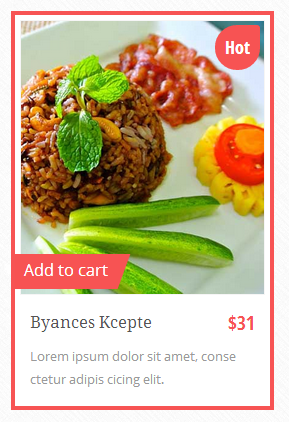 Hot
Add to cart
Byances Kcepte
$31
Lorem ipsum dolor sit amet, conse
ctetur adipis cicing elit.